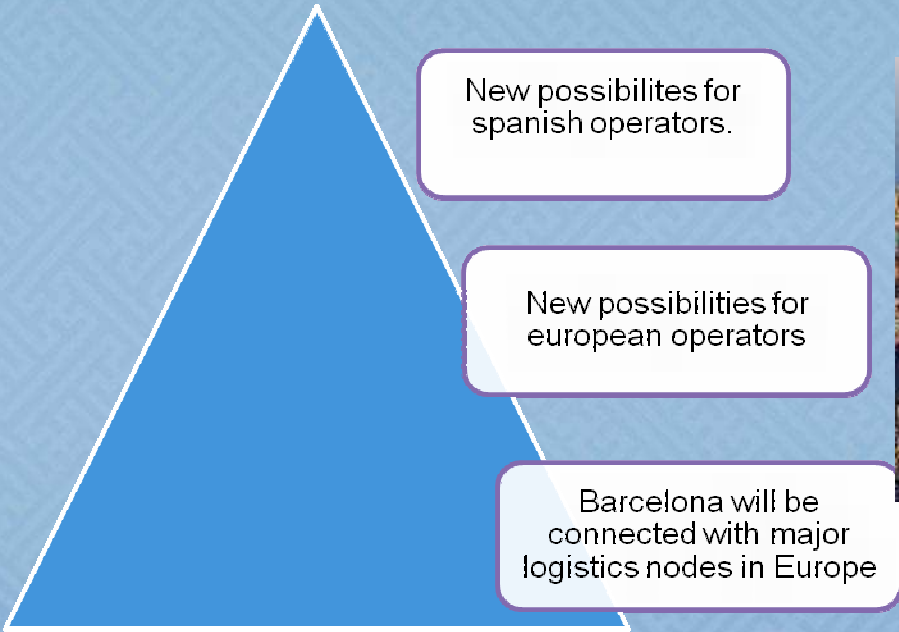 New possibilites for
spanish operators.
New possibilities for
european operators
Barcelona will be
connected with major
logistics nodes in Europe